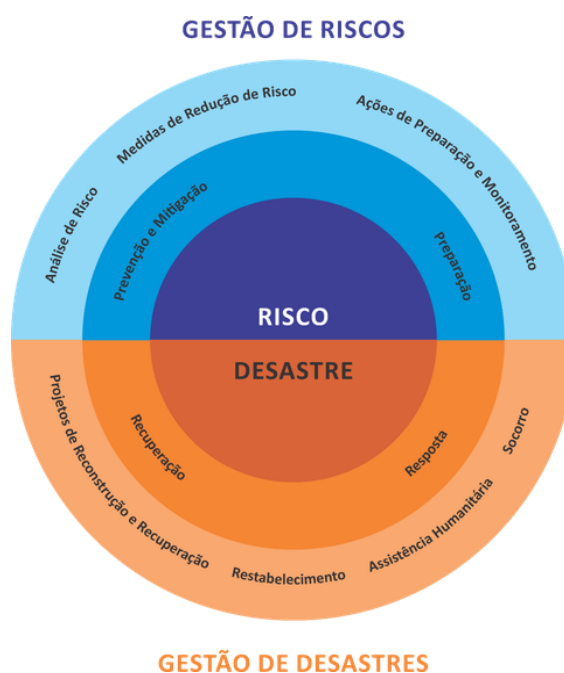 GESTÃO DE RISCOS
Medidas de Redução de Risco
Ações de Preparação e Monitoramento
Análise de Risco
Prevenção e Mitigação
Preparação
RISCO
DESASTRE
Recuperação
Resposta
Socorro
Projetos de Reconstrução e Recuperação
Assistência Humanitária
Restabelecimento
GESTÃO DE DESASTRES